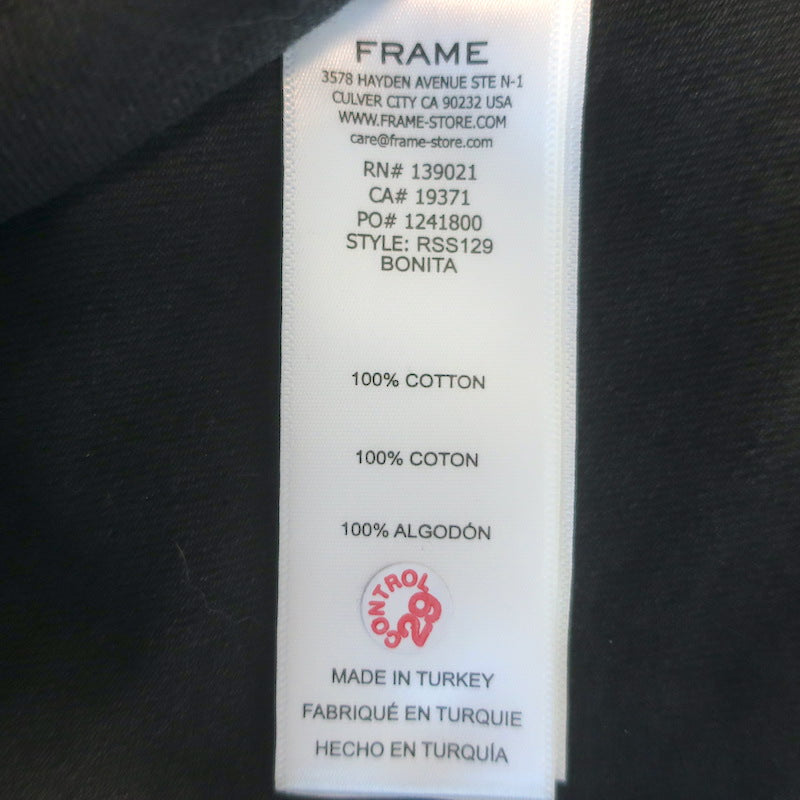 FRAME
3578 HAYDEN AVENUE STE N-1
CULVER CITY CA 90232 USA
WWW.FRAME-STORE.COM
care@frame-store.com
RN# 139021
CA# 19371
PO# 1241800
STYLE: RSS129
BONITA
100% COTTON
100% COTON
100% ALGODÓN
CONTROL
29
MADE IN TURKEY
FABRIQUÉ EN TURQUIE
HECHO EN TURQUÍA